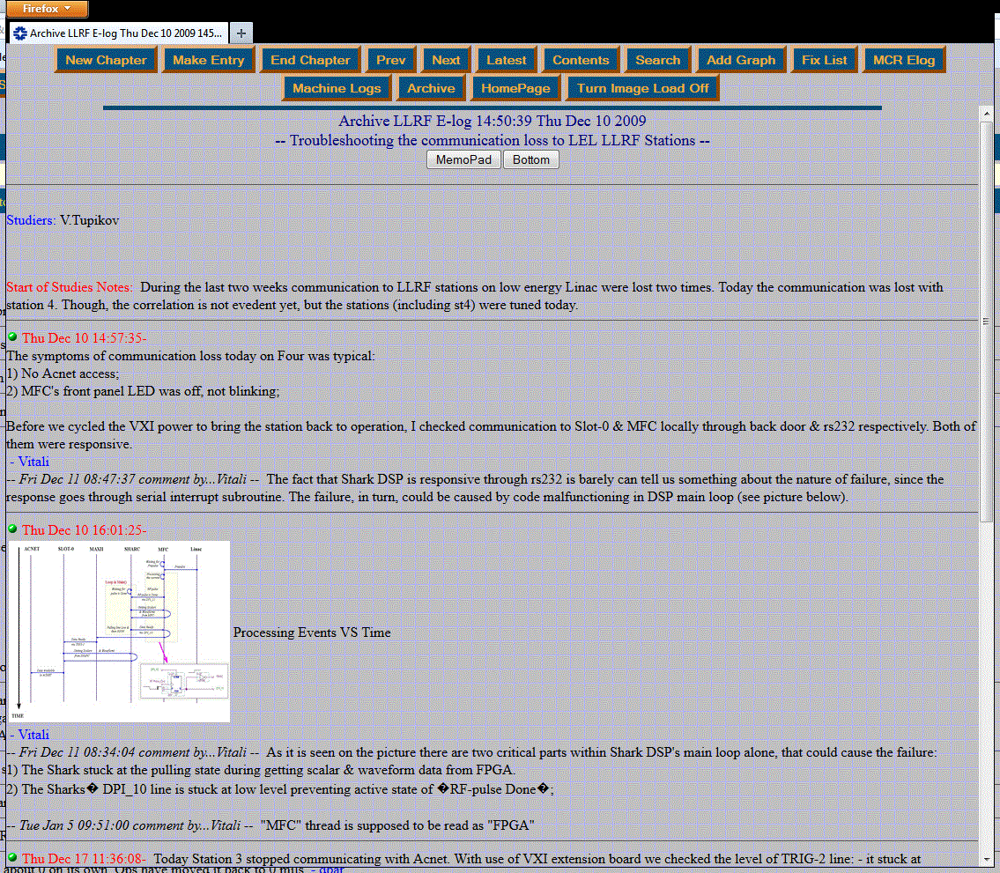 Firefox
Archive LLRF E-log Thu Dec 10 2009 145...
New Chapter Make Entry End Chapter Prev Next Latest Contents Search Add Graph Fix List MCR Elog
Machine Logs Archive HomePage Turn Image Load Off
Archive LLRF E-log 14:50:39 Thu Dec 10 2009
-- Troubleshooting the communication loss to LEL LLRF Stations --
MemoPad Bottom
Studiers: V.Tupikov
Start of Studies Notes: During the last two weeks communication to LLRF stations on low energy Linac were lost two times. Today the communication was lost with
station 4. Though, the correlation is not evedent yet, but the stations (including st4) were tuned today.
Thu Dec 10 14:57:35-
The symptoms of communication loss today on Four was typical:
1) No Acnet access;
2) MFC's front panel LED was off, not blinking;
Before we cycled the VXI power to bring the station back to operation, I checked communication to Slot-0 & MFC locally through back door & rs232 respectively. Both of
them were responsive.
- Vitali
-- Fri Dec 11 08:47:37 comment by...Vitali -- The fact that Shark DSP is responsive through rs232 is barely can tell us something about the nature of failure, since the
response goes through serial interrupt subroutine. The failure, in turn, could be caused by code malfunctioning in DSP main loop (see picture below).
Thu Dec 10 16:01:25-
ACNET SLOT-0 MAXII SHARC MFC Linac
TIME
Processing Events VS Time
- Vitali
-- Fri Dec 11 08:34:04 comment by...Vitali -- As it is seen on the picture there are two critical parts within Shark DSP's main loop alone, that could cause the failure:
1) The Shark stuck at the pulling state during getting scalar & waveform data from FPGA.
2) The Sharks� DPI_10 line is stuck at low level preventing active state of �RF-pulse Done�;
-- Tue Jan 5 09:51:00 comment by...Vitali -- "MFC" thread is supposed to be read as "FPGA"
Thu Dec 17 11:36:08- Today Station 3 stopped communicating with Acnet. With use of VXI extension board we checked the level of TRIG-2 line: - it stuck at
about 0 on its own. Ops have moved it back to 0 mils. - dbar